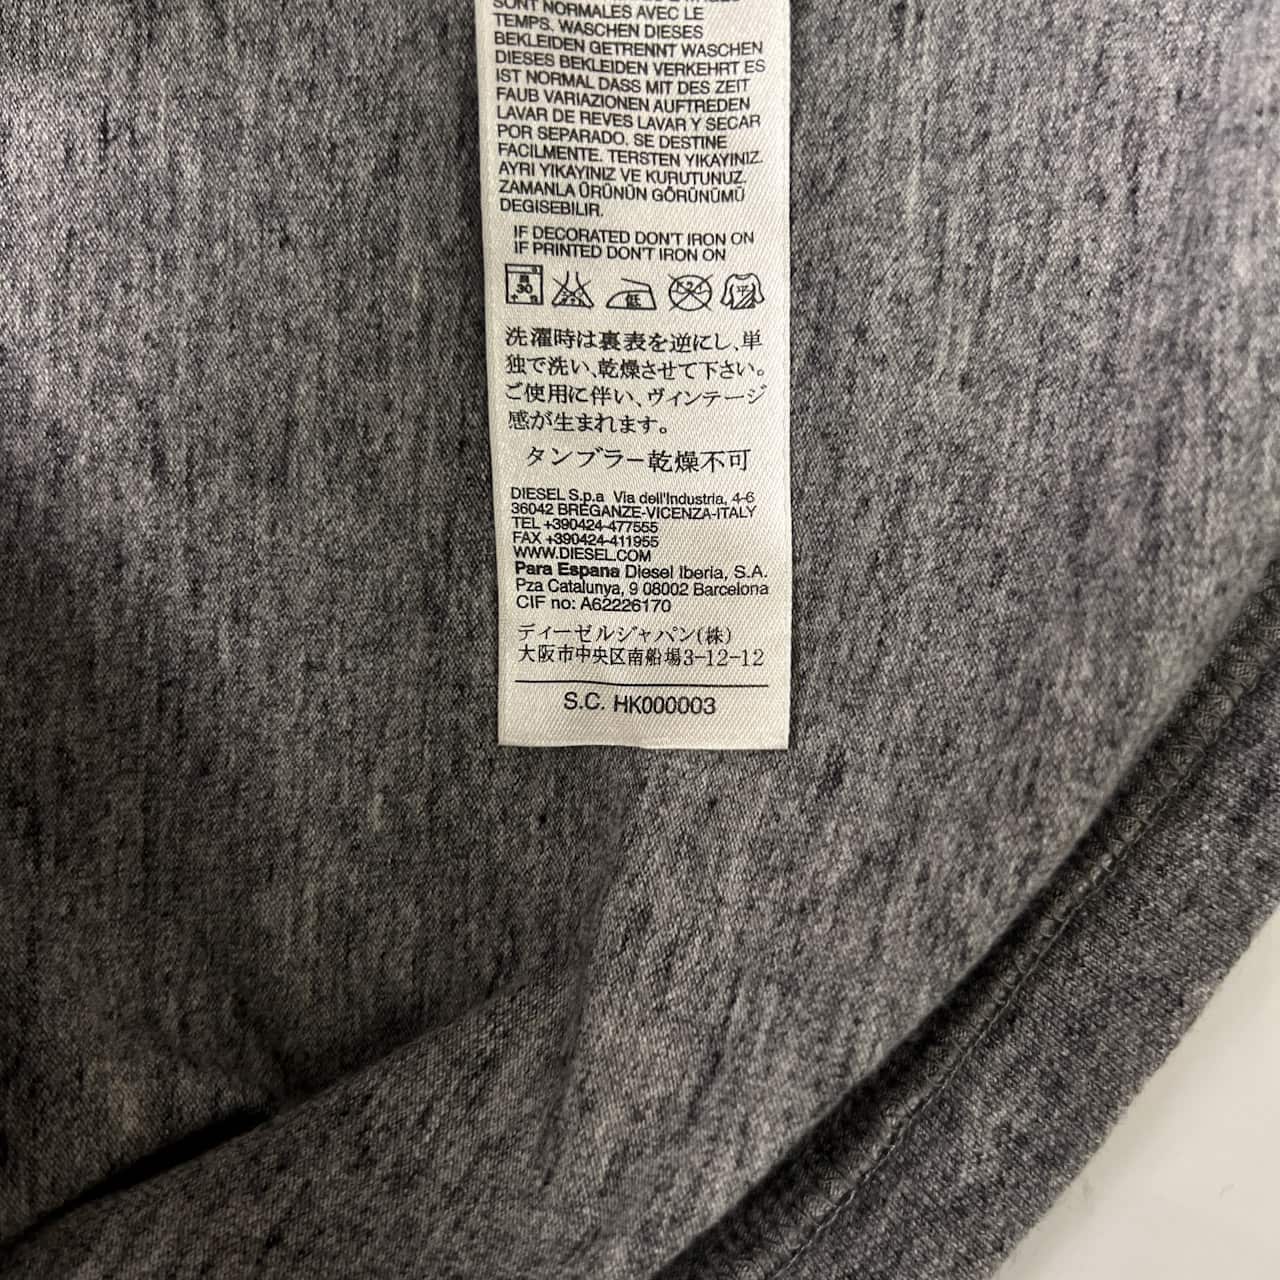 SONT NORMALES AVEC LE
TEMPS. WASCHEN DIESES
BEKLEIDEN GETRENNT WASCHEN
DIESES BEKLEIDEN VERKEHRT ES
IST NORMAL DASS MIT DES ZEIT
FAUB VARIAZIONEN AUFTREDEN
LAVAR DE REVES LAVAR Y SECAR
POR SEPARADO. SE DESTINE
FACILMENTE. TERSTEN YIKAYINIZ.
AYRI YIKAYINIZ VE KURUTUNUZ.
ZAMANLA ÜRÜNÜN GÖRÜNÜMÜ
DEGISEBILIR.
IF DECORATED DON'T IRON ON
IF PRINTED DON'T IRON ON
30 低
洗濯時は裏表を逆にし、単
独で洗い、乾燥させて下さい。
ご使用に伴い、ヴィンテージ
感が生まれます。
タンブラー乾燥不可
DIESEL S.p.a Via dell'Industria, 4-6
36042 BREGANZE-VICENZA-ITALY
TEL +390424-477555
FAX +390424-411955
WWW.DIESEL.COM
Para Espana Diesel Iberia, S.A.
Pza Catalunya, 9 08002 Barcelona
CIF no: A62226170
ディーゼルジャパン(株)
大阪市中央区南船場3-12-12
S.C. HK000003